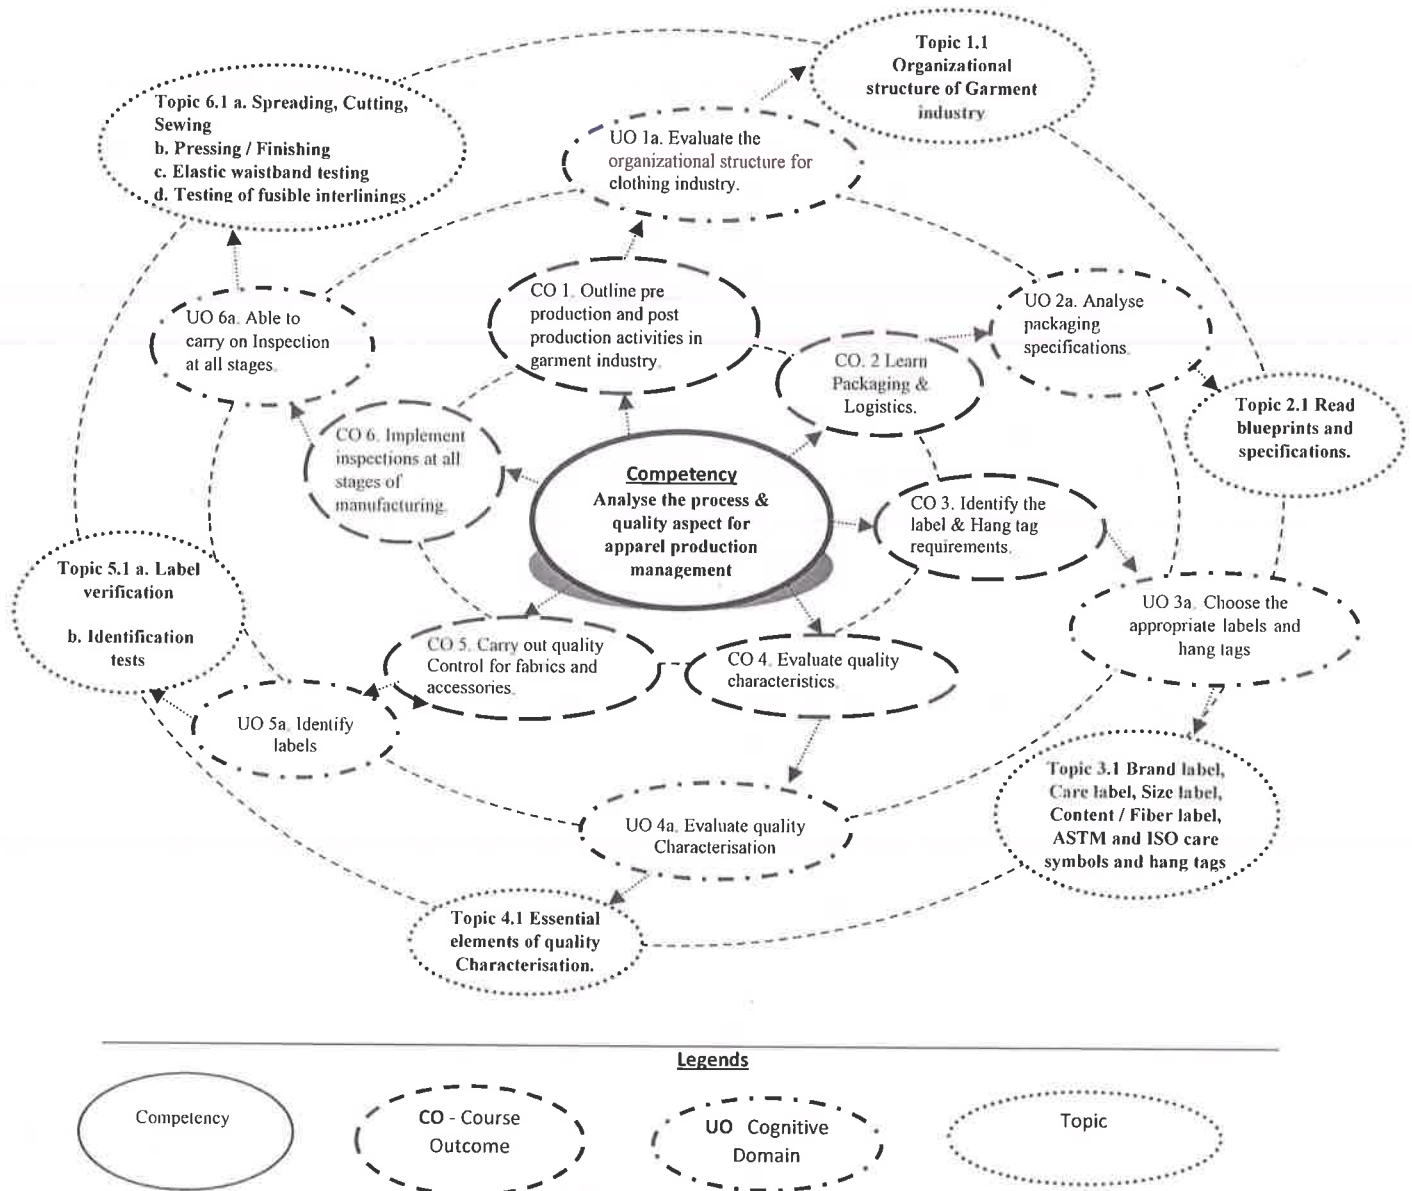 Topic 1.1
Organizational
structure of Garment
industry
Topic 6.1 a. Spreading, Cutting,
Sewing
b. Pressing / Finishing
c. Elastic waistband testing
d. Testing of fusible interlinings
UO 1a. Evaluate the
organizational structure for
clothing industry.
UO 6a. Able to
carry on Inspection
at all stages.
CO 1. Outline pre
production and post
production activities in
garment industry.
UO 2a. Analyse
packaging
specifications.
CO. 2 Learn
Packaging &
Logistics.
Topic 2.1 Read
blueprints and
specifications.
CO 6. Implement
inspections at all
stages of
manufacturing.
Competency
Analyse the process &
quality aspect for
apparel production
management
CO 3. Identify the
label & Hang tag
requirements.
Topic 5.1 a. Label
verification
b. Identification
tests
UO 3a. Choose the
appropriate labels and
hang tags
CO 5. Carry out quality
Control for fabrics and
accessories.
CO 4. Evaluate quality
characteristics.
UO 5a. Identify
labels
Topic 3.1 Brand label,
Care label, Size label,
Content / Fiber label,
ASTM and ISO care
symbols and hang tags
UO 4a. Evaluate quality
Characterisation
Topic 4.1 Essential
elements of quality
Characterisation.
Legends
Competency
CO - Course
Outcome
UO Cognitive
Domain
Topic